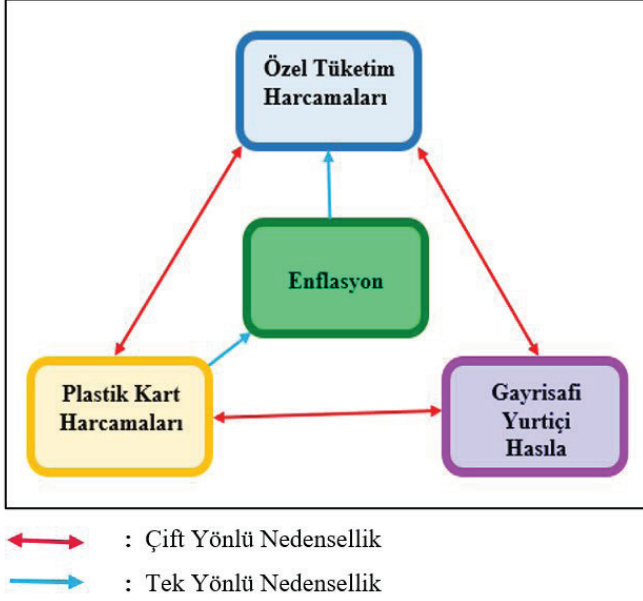 Özel Tüketim
Harcamaları
Enflasyon
Plastik Kart
Harcamaları
Gayrisafi
Yurtiçi
Hasıla
: Çift Yönlü Nedensellik
: Tek Yönlü Nedensellik